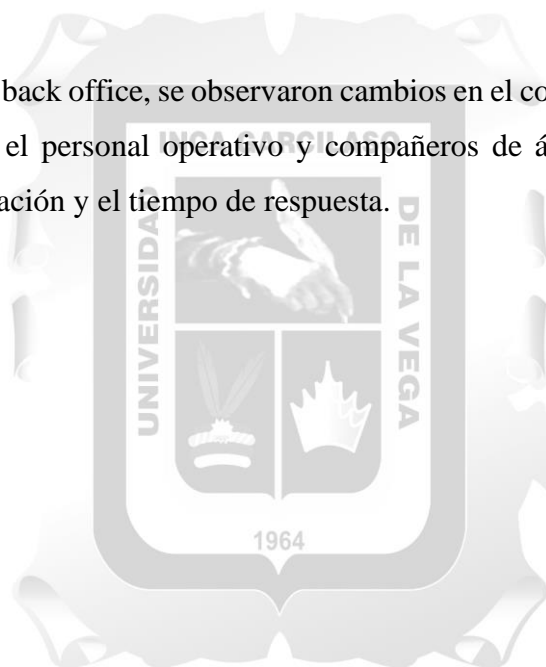 back office, se observaron cambios en el co
INCA GARCILASO
el personal operativo y compañeros de á
ación y el tiempo de respuesta.
UNIVERSIDAD
DE LA VEGA
1964